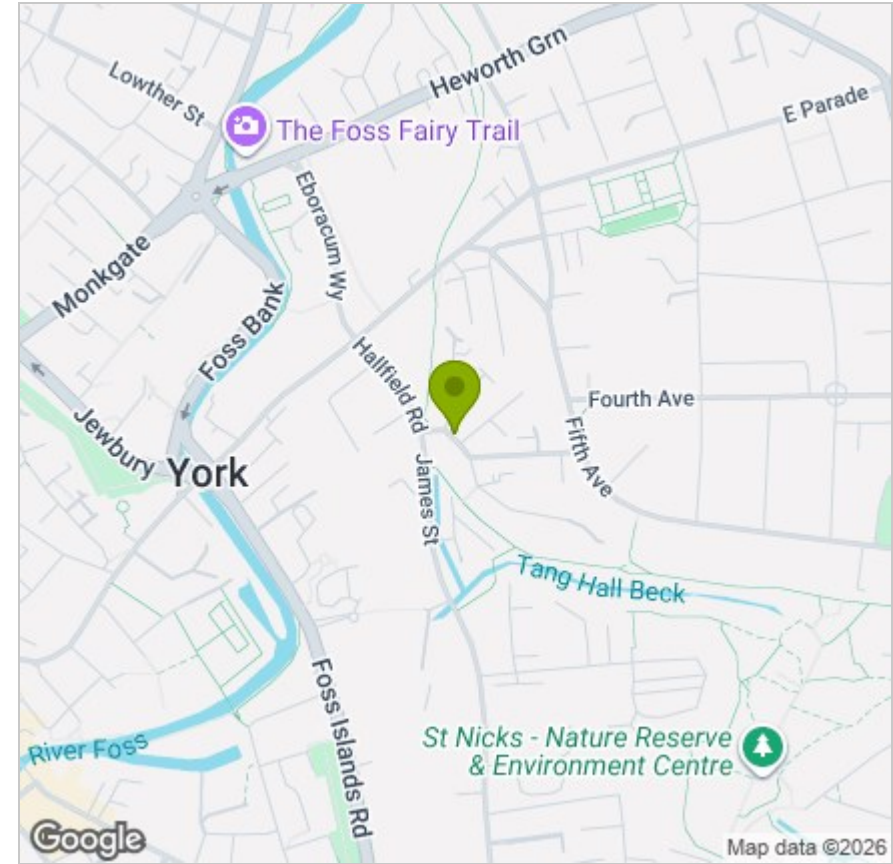 Heworth Grn
Lowther St
E Parade
The Foss Fairy Trail
Eboracum Wy
Monkgate
Foss Bank
Hallfield Rd
Fourth Ave
Jewbury
Fifth Ave
York
James St
Tang Hall Beck
Foss Islands Rd
River Foss
St Nicks - Nature Reserve
& Environment Centre
Google
Map data ©2026